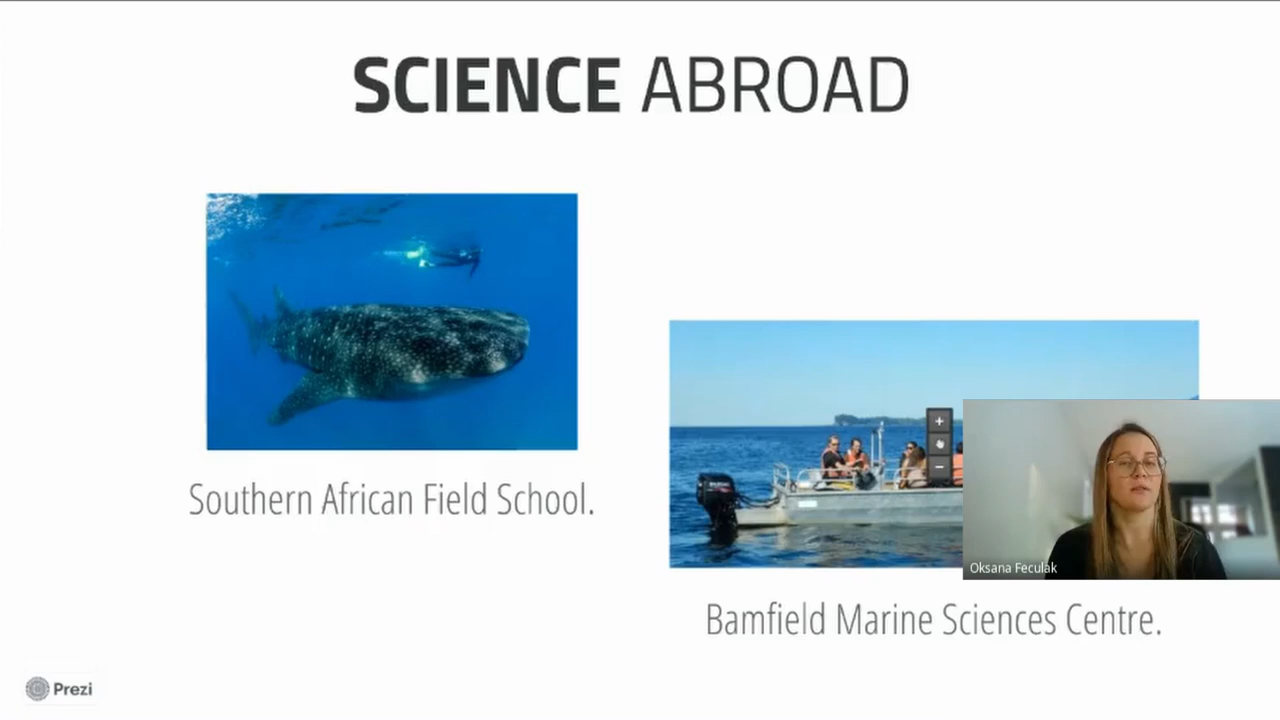 SCIENCE ABROAD
Southern African Field School.
Oksana Feculak
Bamfield Marine Sciences Centre.
Prezi